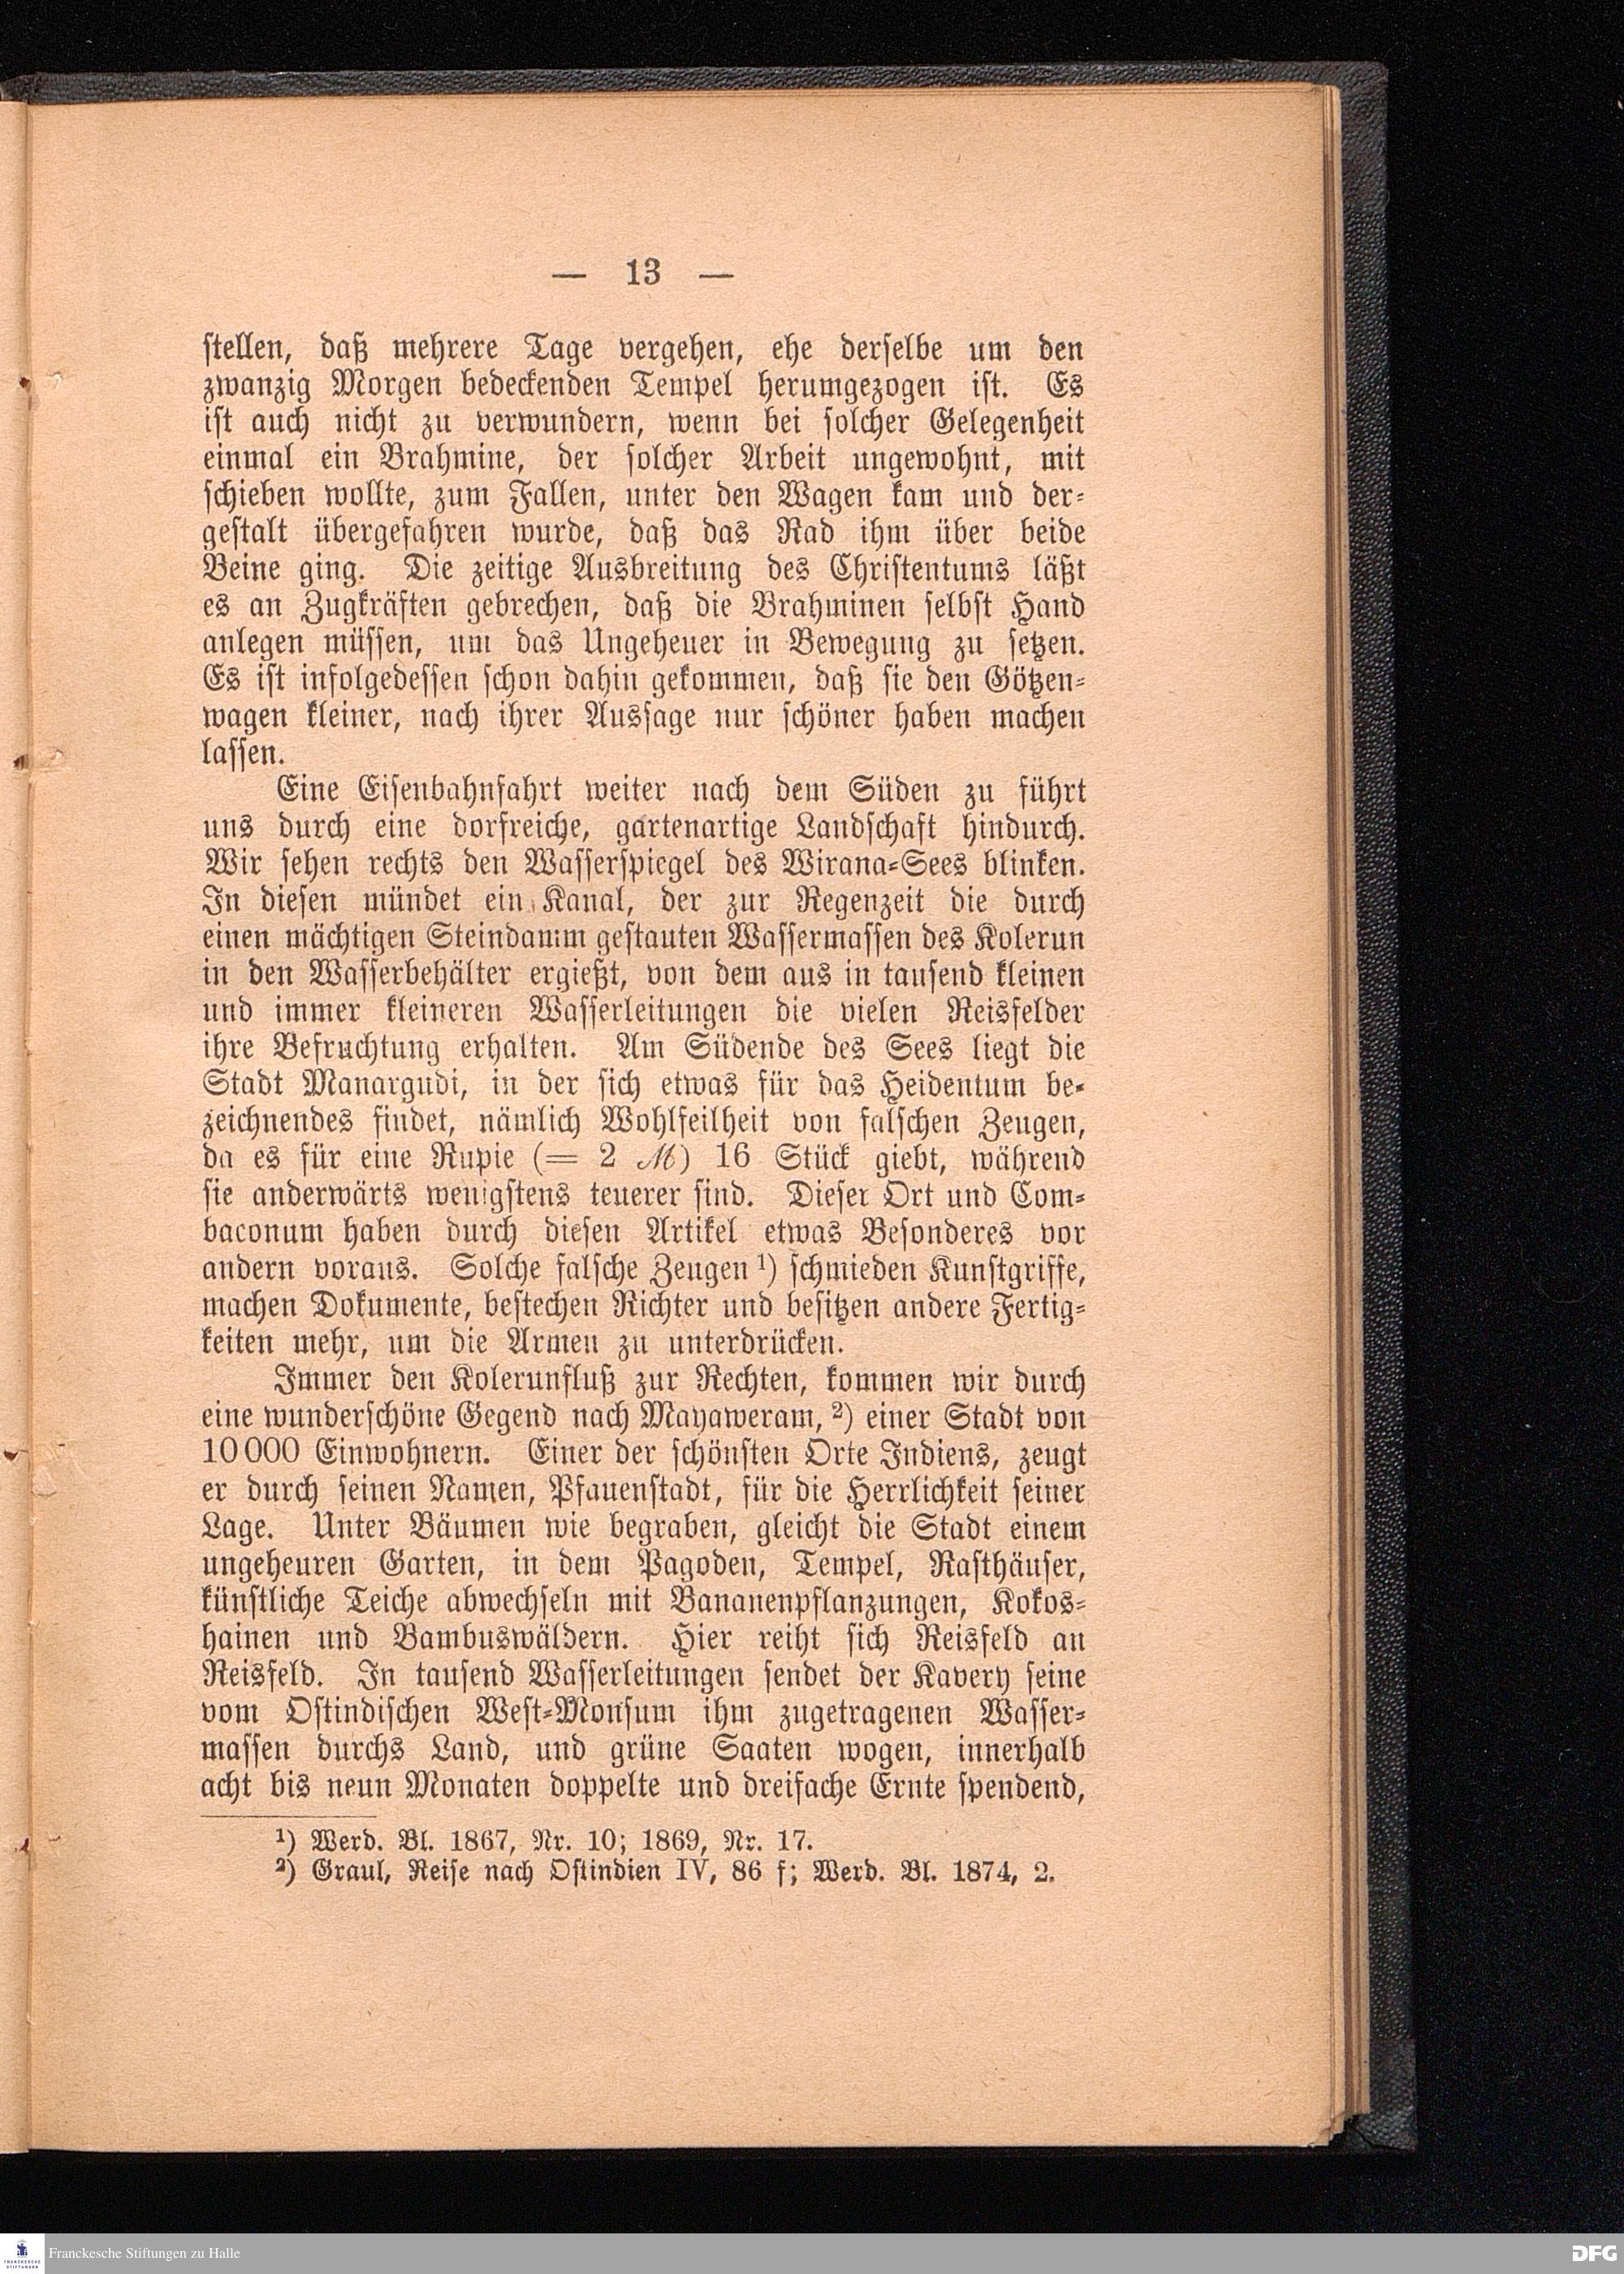 — 13 —
stellen, daß mehrere Tage vergehen, ehe derselbe um den
zwanzig Morgen bedeckenden Tempel herumgezogen ist. Es
ist auch nicht zu verwundern, wenn bei solcher Gelegenheit
einmal ein Brahmine, der solcher Arbeit ungewohnt, mit
schieben wollte, zum Fallen, unter den Wagen kam und der-
gestalt übergefahren wurde, daß das Rad ihm über beide
Beine ging. Die zeitige Ausbreitung des Christentums läßt
es an Zugkräften gebrechen, daß die Brahminen selbst Hand
anlegen müssen, um das Ungeheuer in Bewegung zu setzen.
Es ist infolgedessen schon dahin gekommen, daß sie den Götzen-
wagen kleiner, nach ihrer Aussage nur schöner haben machen
lassen.
Eine Eisenbahnfahrt weiter nach dem Süden zu führt
uns durch eine dorfreiche, gartenartige Landschaft hindurch.
Wir sehen rechts den Wasserspiegel des Wirana-Sees blinken.
In diesen mündet ein Kanal, der zur Regenzeit die durch
einen mächtigen Steindamm gestauten Wassermassen des Kolerun
in den Wasserbehälter ergießt, von dem aus in tausend kleinen
und immer kleineren Wasserleitungen die vielen Reisfelder
ihre Befruchtung erhalten. Am Südende des Sees liegt die
Stadt Manargudi, in der sich etwas für das Heidentum be-
zeichnendes findet, nämlich Wohlfeilheit von falschen Zeugen,
da es für eine Rupie (= 2 ℳ) 16 Stück giebt, während
sie anderwärts wenigstens teuerer sind. Dieser Ort und Com-
baconum haben durch diesen Artikel etwas Besonderes vor
andern voraus. Solche falsche Zeugen ¹) schmieden Kunstgriffe,
machen Dokumente, bestechen Richter und besitzen andere Fertig-
keiten mehr, um die Armen zu unterdrücken.
Immer den Kolerunfluß zur Rechten, kommen wir durch
eine wunderschöne Gegend nach Mayaweram, ²) einer Stadt von
10 000 Einwohnern. Einer der schönsten Orte Indiens, zeugt
er durch seinen Namen, Pfauenstadt, für die Herrlichkeit seiner
Lage. Unter Bäumen wie begraben, gleicht die Stadt einem
ungeheuren Garten, in dem Pagoden, Tempel, Rasthäuser,
künstliche Teiche abwechseln mit Bananenpflanzungen, Kokos-
hainen und Bambuswäldern. Hier reiht sich Reisfeld an
Reisfeld. In tausend Wasserleitungen sendet der Kavery seine
vom Ostindischen West-Monsum ihm zugetragenen Wasser-
massen durchs Land, und grüne Saaten wogen, innerhalb
acht bis neun Monaten doppelte und dreifache Ernte spendend,
¹) Werd. Bl. 1867, Nr. 10; 1869, Nr. 17.
²) Graul, Reise nach Ostindien IV, 86 f; Werd. Bl. 1874, 2.
FRANCKESCHE STIFTUNGEN
Franckesche Stiftungen zu Halle
DFG